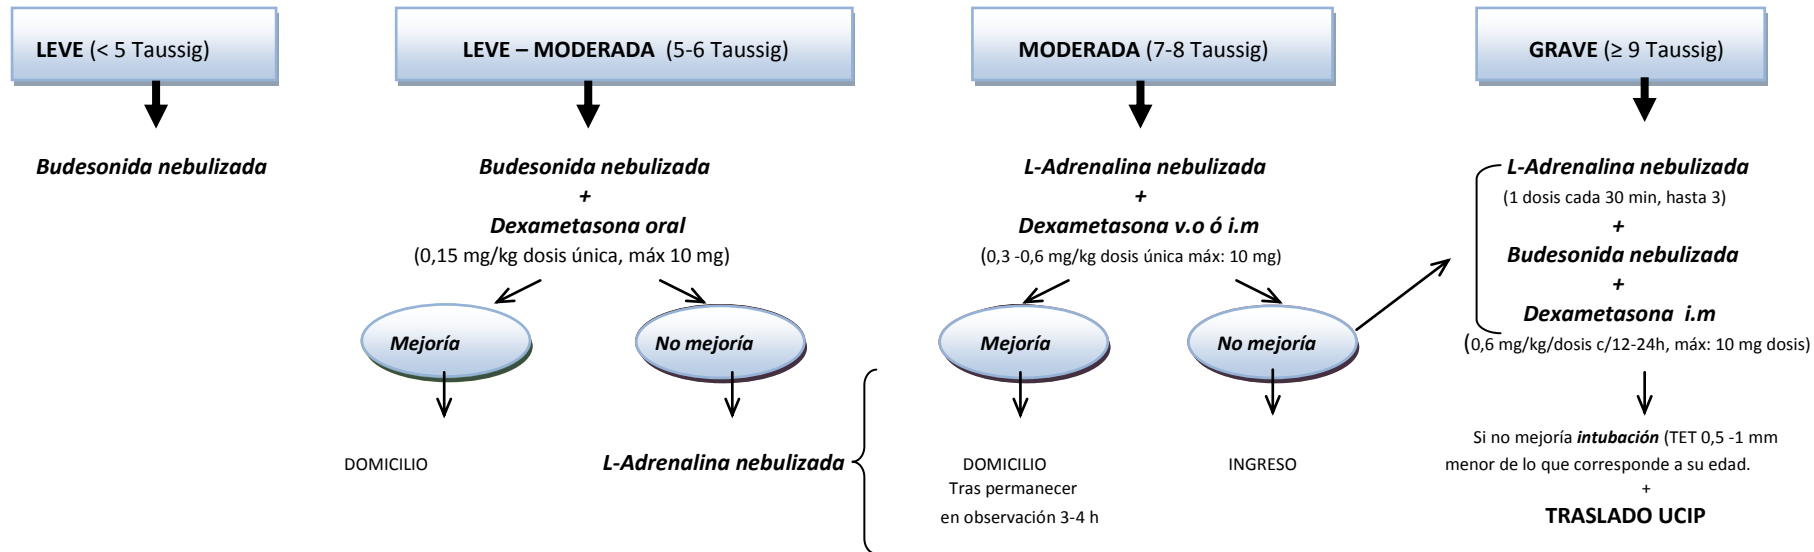 LEVE (< 5 Taussig)
Budesonida nebulizada
LEVE – MODERADA (5-6 Taussig)
Budesonida nebulizada
+
Dexametasona oral
(0,15 mg/kg dosis única, máx 10 mg)
Mejoría
No mejoría
DOMICILIO
L-Adrenalina nebulizada
MODERADA (7-8 Taussig)
L-Adrenalina nebulizada
+
Dexametasona v.o ó i.m
(0,3 -0,6 mg/kg dosis única máx: 10 mg)
Mejoría
No mejoría
DOMICILIO
Tras permanecer
en observación 3-4 h
INGRESO
GRAVE (≥ 9 Taussig)
L-Adrenalina nebulizada
(1 dosis cada 30 min, hasta 3)
+
Budesonida nebulizada
+
Dexametasona i.m
(0,6 mg/kg/dosis c/12-24h, máx: 10 mg dosis)
Si no mejoría intubación (TET 0,5 -1 mm
menor de lo que corresponde a su edad.
+
TRASLADO UCIP